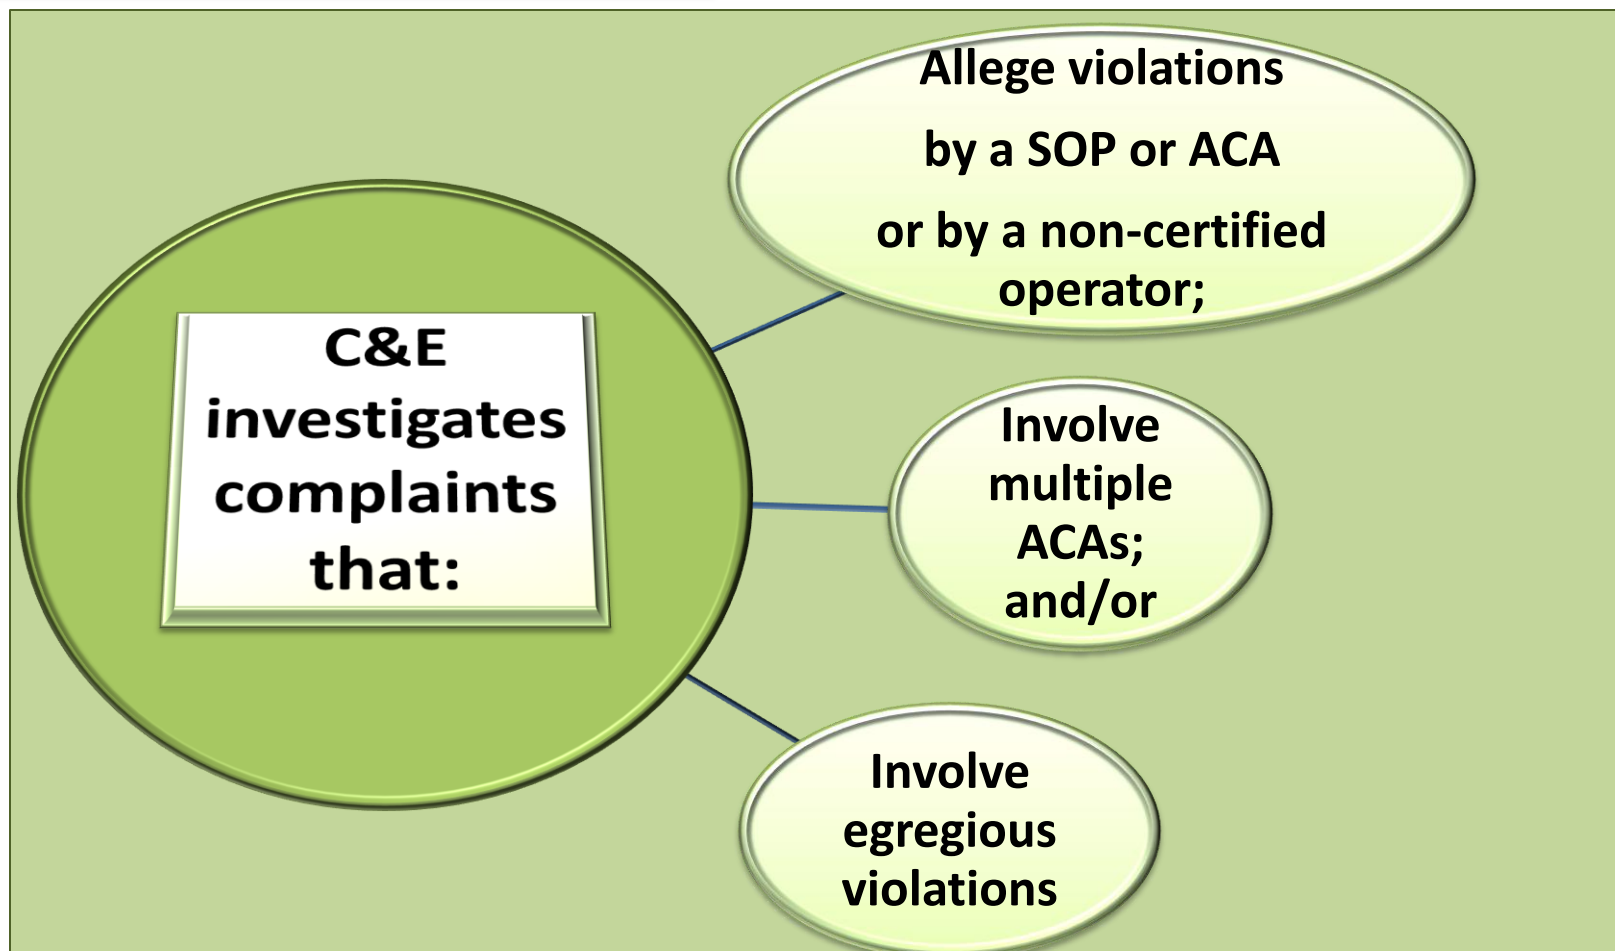 C&E
investigates
complaints
that:
Allege violations
by a SOP or ACA
or by a non-certified
operator;
Involve
multiple
ACAs;
and/or
Involve
egregious
violations